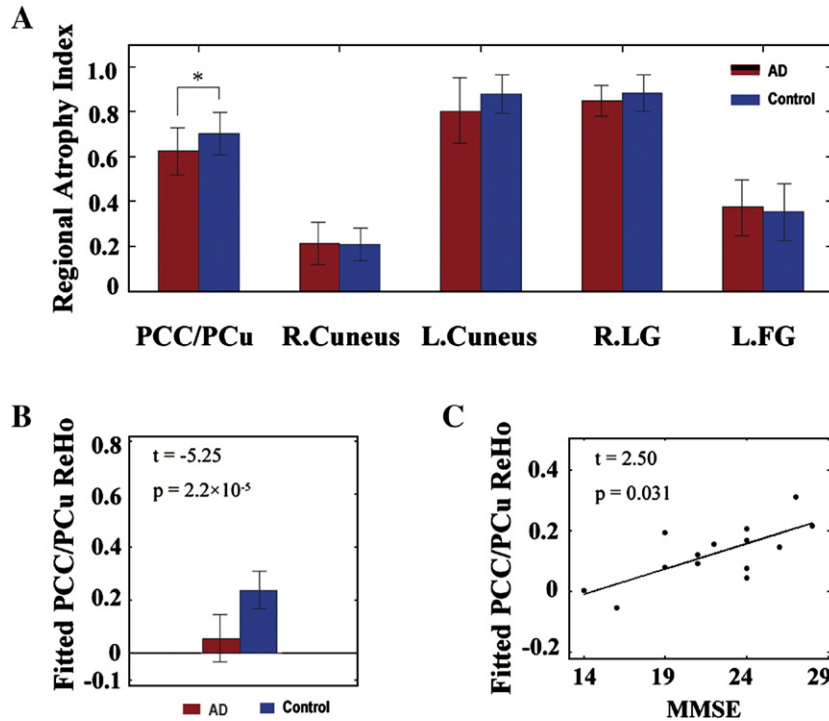 A
Regional Atrophy Index
1.0
0.8
0.6
0.4
0.2
0
*
AD
Control
PCC/PCu R.Cuneus L.Cuneus R.LG L.FG
B
Fitted PCC/PCu ReHo
0.8
0.6
0.4
0.2
0
-0.1
t = -5.25
p = 2.2×10⁻⁵
AD Control
C
Fitted PCC/PCu ReHo
0.4
0.2
0
-0.2
t = 2.50
p = 0.031
14 19 24 29
MMSE